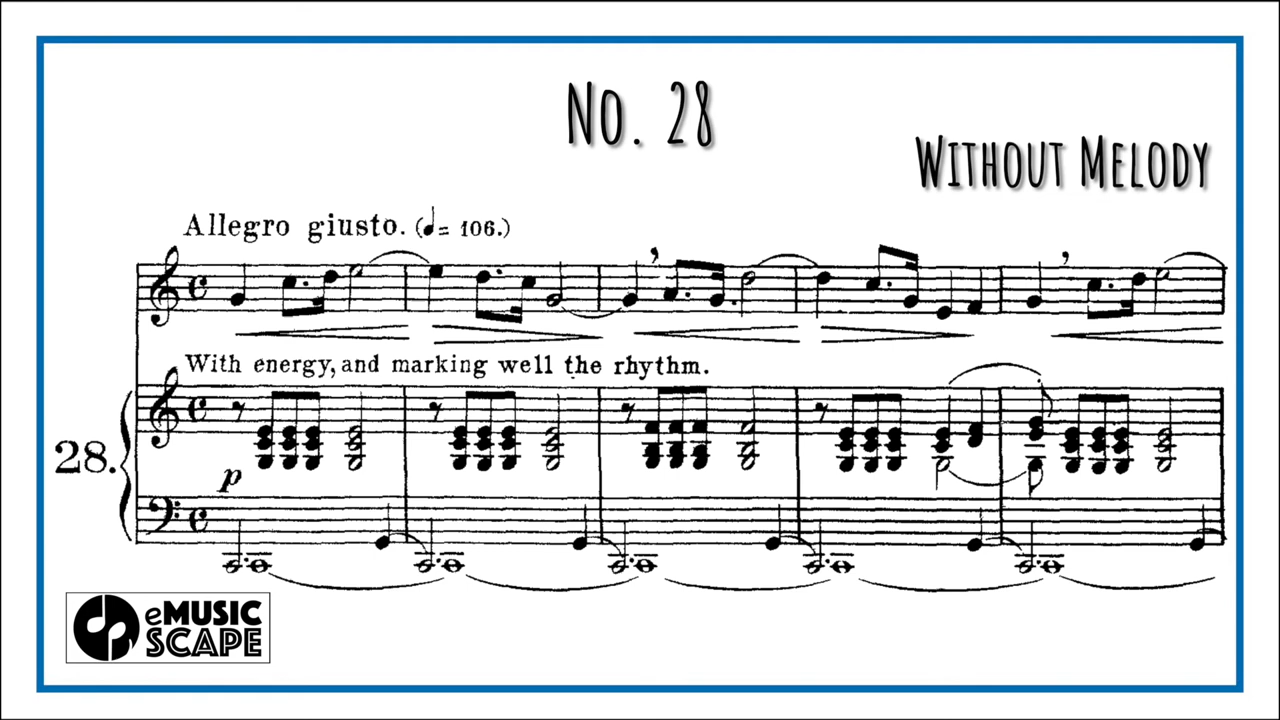 No. 28
WITHOUT MELODY
Allegro giusto. (♩= 106.)
With energy, and marking well the rhythm.
28.
p
eMUSIC
SCAPE